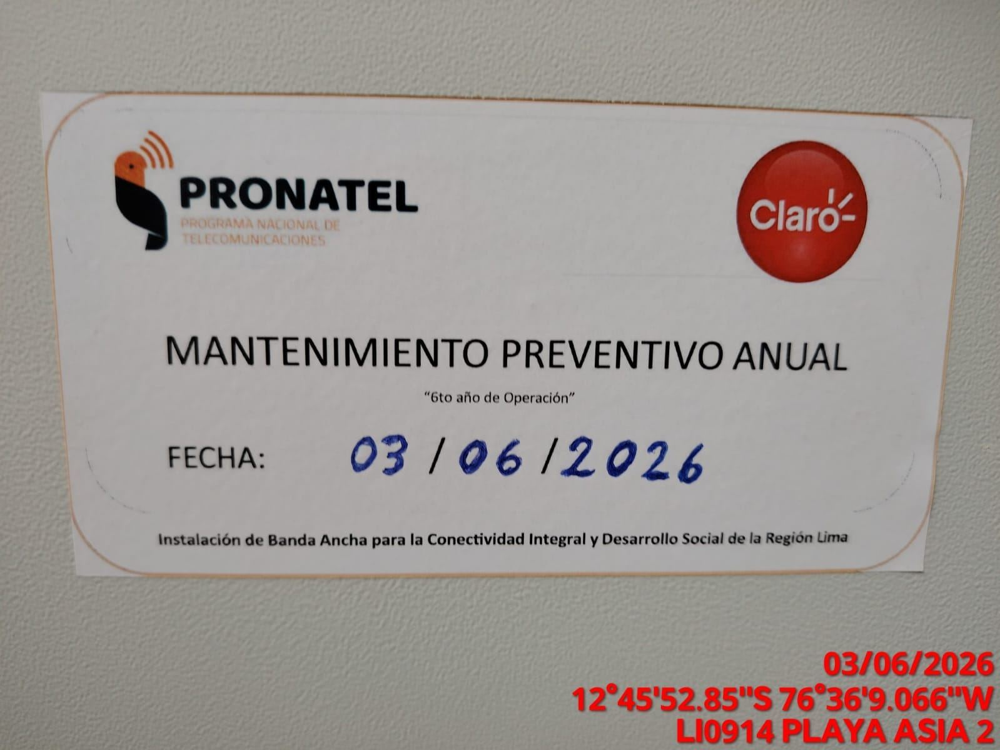 PRONATEL
PROGRAMA NACIONAL DE
TELECOMUNICACIONES
Claro
MANTENIMIENTO PREVENTIVO ANUAL
“6to año de Operación”
FECHA: 03 / 06 / 2026
Instalación de Banda Ancha para la Conectividad Integral y Desarrollo Social de la Región Lima
03/06/2026
12°45'52.85"S 76°36'9.066"W
LI0914 PLAYA ASIA 2